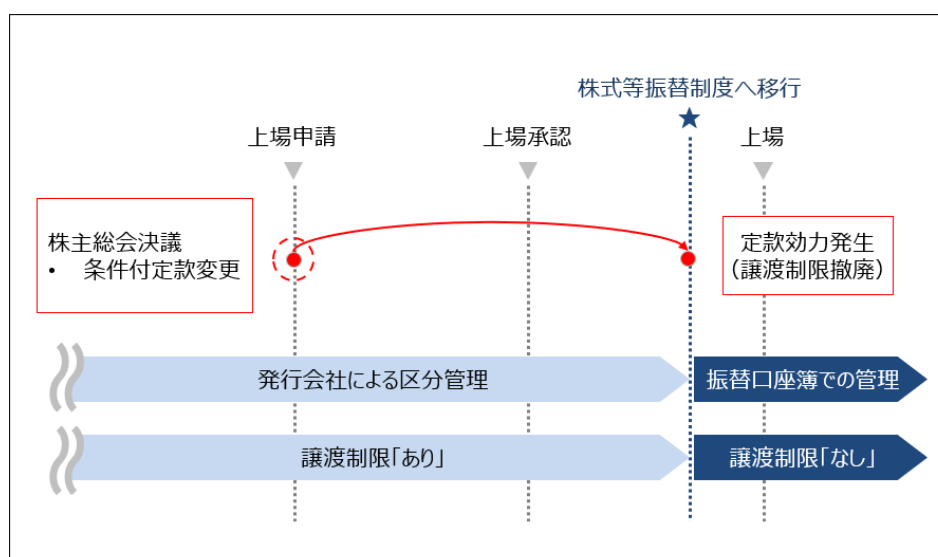 株式等振替制度へ移行
上場申請
上場承認
上場
株主総会決議
• 条件付定款変更
定款効力発生
（譲渡制限撤廃）
発行会社による区分管理
振替口座簿での管理
譲渡制限「あり」
譲渡制限「なし」